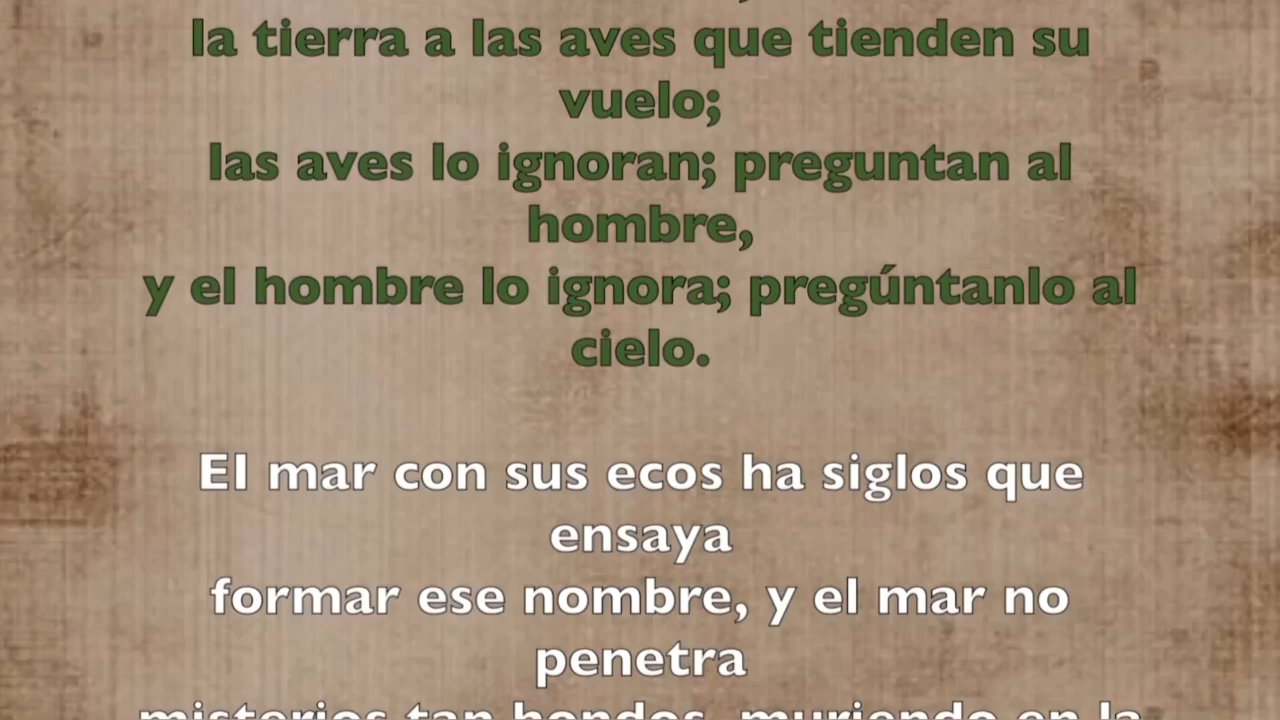 la tierra a las aves que tienden su
vuelo;
las aves lo ignoran; preguntan al
hombre,
y el hombre lo ignora; pregúntanlo al
cielo.
El mar con sus ecos ha siglos que
ensaya
formar ese nombre, y el mar no
penetra
misterios tan hondos, muriendo en la